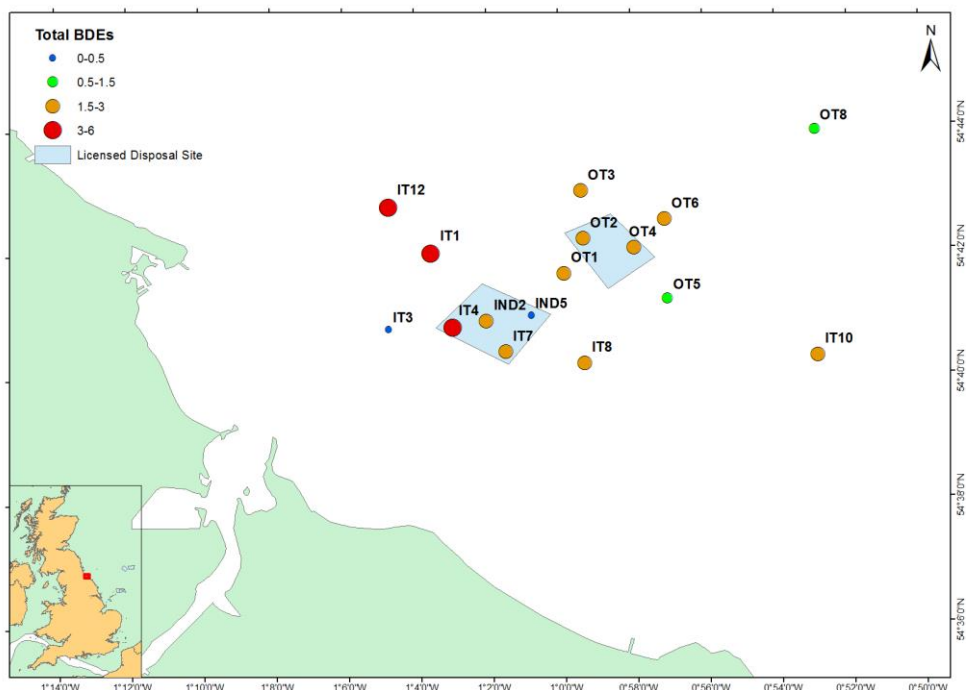 Total BDEs
0-0.5
0.5-1.5
1.5-3
3-6
Licensed Disposal Site
N
OT8
OT3
IT12
OT6
OT2
OT4
IT1
OT1
OT5
IT4
IND2
IND5
IT3
IT7
IT8
IT10
54°44'0"N
54°42'0"N
54°40'0"N
54°38'0"N
54°36'0"N
1°14'0"W
1°10'0"W
1°8'0"W
1°6'0"W
1°4'0"W
1°2'0"W
1°0'0"W
0°58'0"W
0°56'0"W
0°54'0"W
0°52'0"W
0°50'0"W